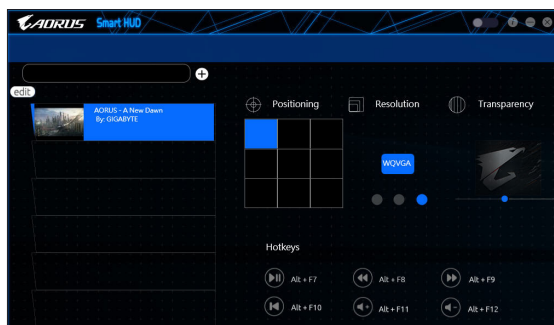 AORUS Smart HUD
edit
AORUS - A New Dawn
By: GIGABYTE
Positioning Resolution Transparency
WQVGA
Hotkeys
Alt + F7 Alt + F8 Alt + F9
Alt + F10 Alt + F11 Alt + F12